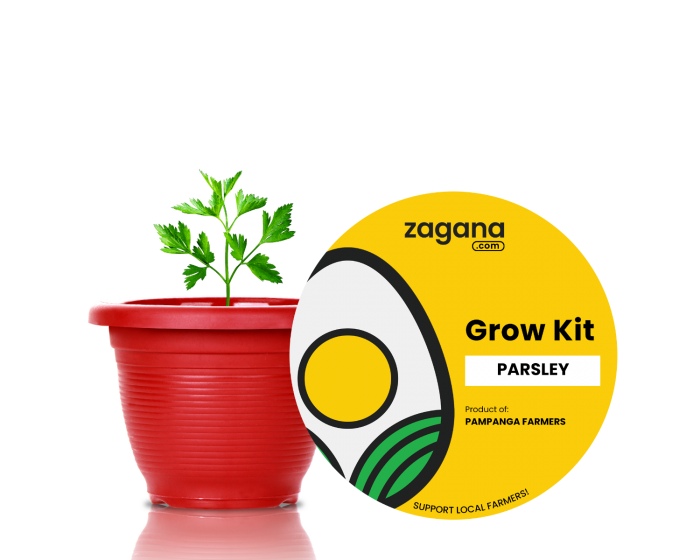 zagana
.com
Grow Kit
PARSLEY
Product of:
PAMPANGA FARMERS
SUPPORT LOCAL FARMERS!